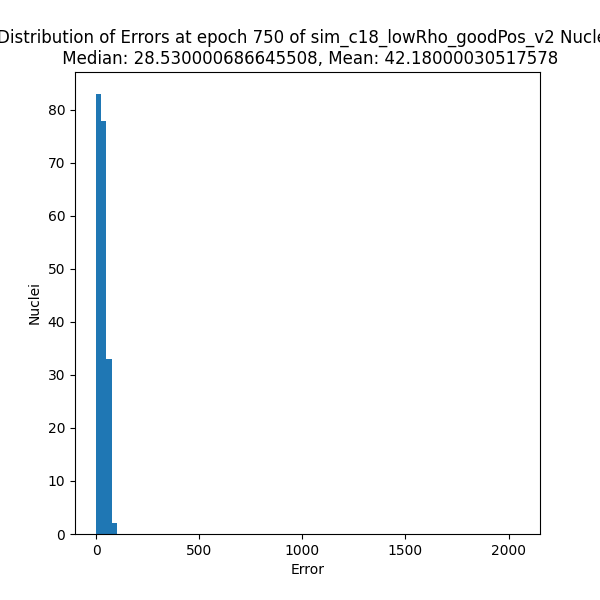 Distribution of Errors at epoch 750 of sim_c18_lowRho_goodPos_v2 Nucle
Median: 28.530000686645508, Mean: 42.18000030517578
80
70
60
50
40
30
20
10
0
Nuclei
0 500 1000 1500 2000
Error